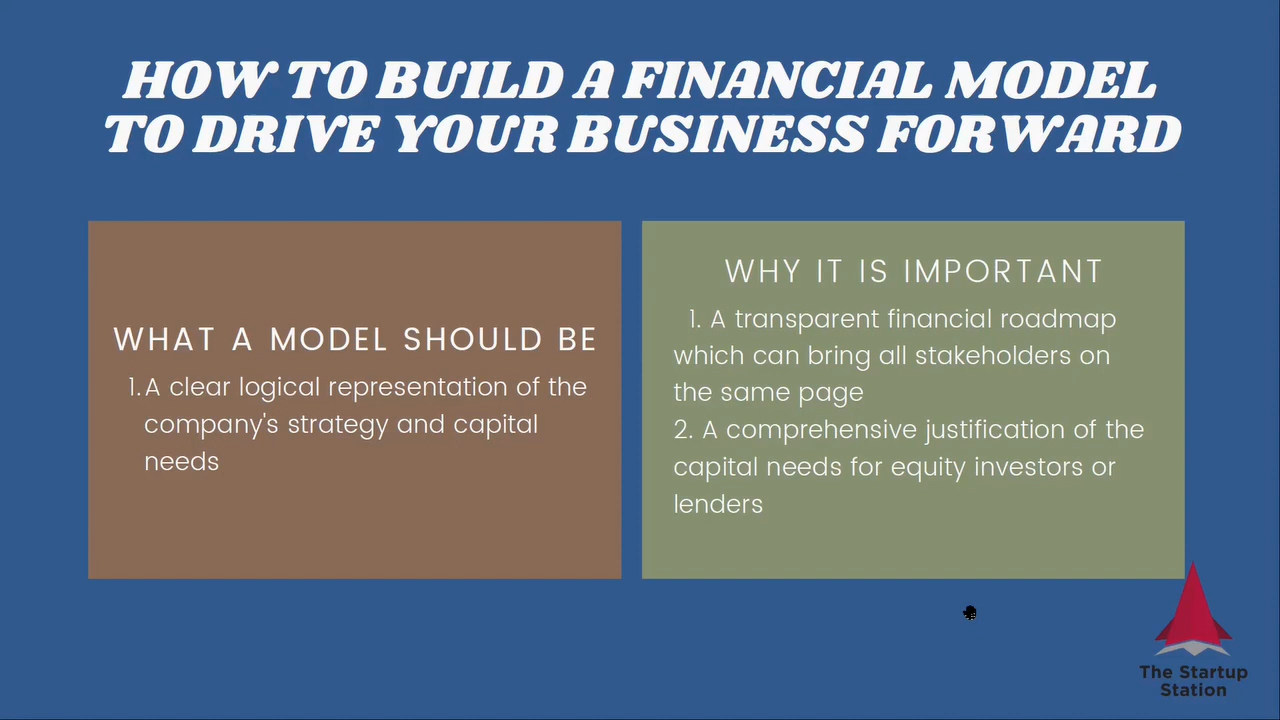 HOW TO BUILD A FINANCIAL MODEL
TO DRIVE YOUR BUSINESS FORWARD
WHAT A MODEL SHOULD BE
1. A clear logical representation of the
company's strategy and capital
needs
WHY IT IS IMPORTANT
1. A transparent financial roadmap
which can bring all stakeholders on
the same page
2. A comprehensive justification of the
capital needs for equity investors or
lenders
The Startup
Station